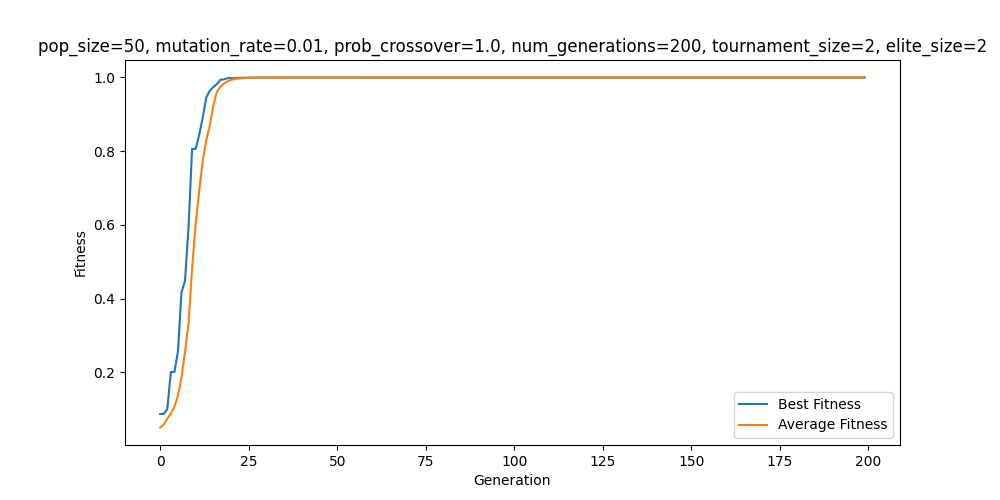 pop_size=50, mutation_rate=0.01, prob_crossover=1.0, num_generations=200, tournament_size=2, elite_size=2
1.0
0.8
0.6
0.4
0.2
Fitness
0 25 50 75 100 125 150 175 200
Generation
Best Fitness
Average Fitness